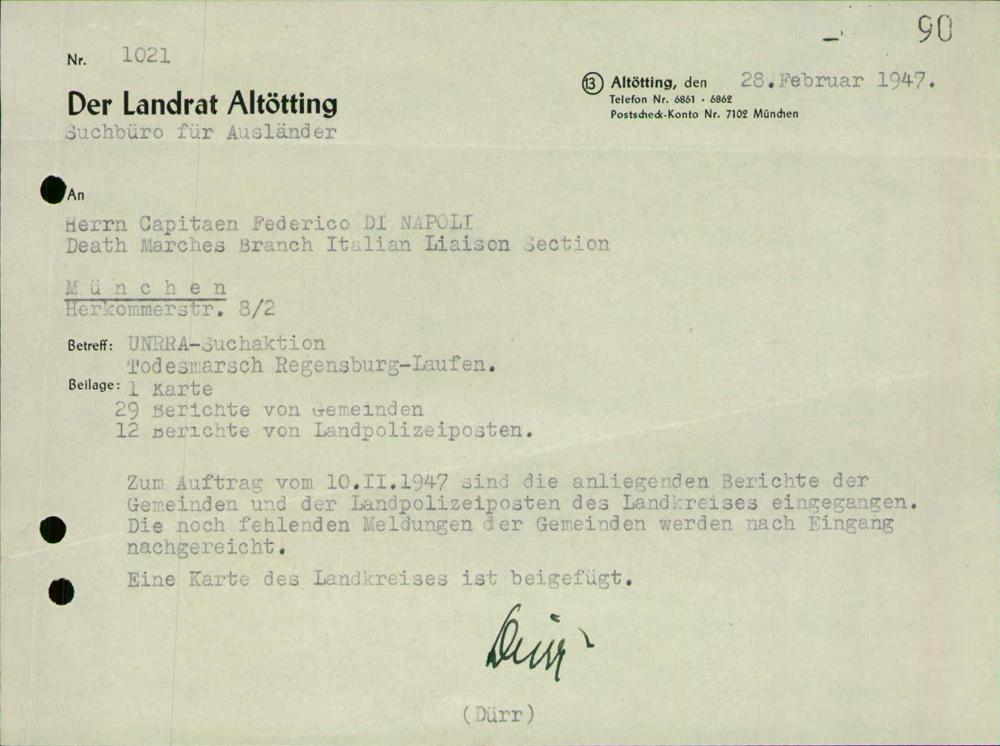 90
Nr. 1021
(13) Altötting, den 28.Februar 1947.
Der Landrat Altötting
Telefon Nr. 6861 · 6862
Postscheck-Konto Nr. 7102 München
Suchbüro für Ausländer
An
Herrn Capitaen Federico DI NAPOLI
Death Marches Branch Italian Liaison Section
München
Herkommerstr. 8/2
Betreff: UNRRA-Suchaktion
Todesmarsch Regensburg-Laufen.
Beilage: 1 Karte
29 Berichte von Gemeinden
12 Berichte von Landpolizeiposten.
Zum Auftrag vom 10.II.1947 sind die anliegenden Berichte der
Gemeinden und der Landpolizeiposten des Landkreises eingegangen.
Die noch fehlenden Meldungen der Gemeinden werden nach Eingang
nachgereicht.
Eine Karte des Landkreises ist beigefügt.
Dürr
(Dürr)